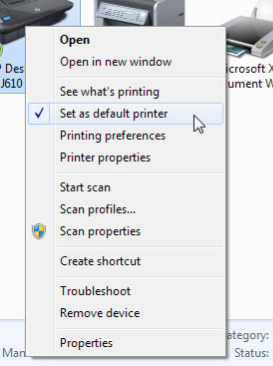 Open
Open in new window
See what's printing
Set as default printer
Printing preferences
Printer properties
Start scan
Scan profiles...
Scan properties
Create shortcut
Troubleshoot
Remove device
Properties
P Des
J610
icrosoft X
ument W
Man
ategory:
Status: